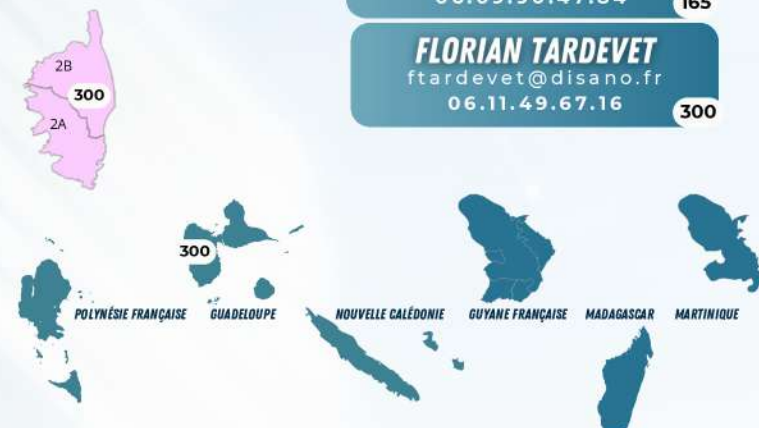 165
FLORIAN TARDEVET
ftardevet@disano.fr
06.11.49.67.16
300
2B
300
2A
300
POLYNÉSIE FRANÇAISE
GUADELOUPE
NOUVELLE CALÉDONIE
GUYANE FRANÇAISE
MADAGASCAR
MARTINIQUE